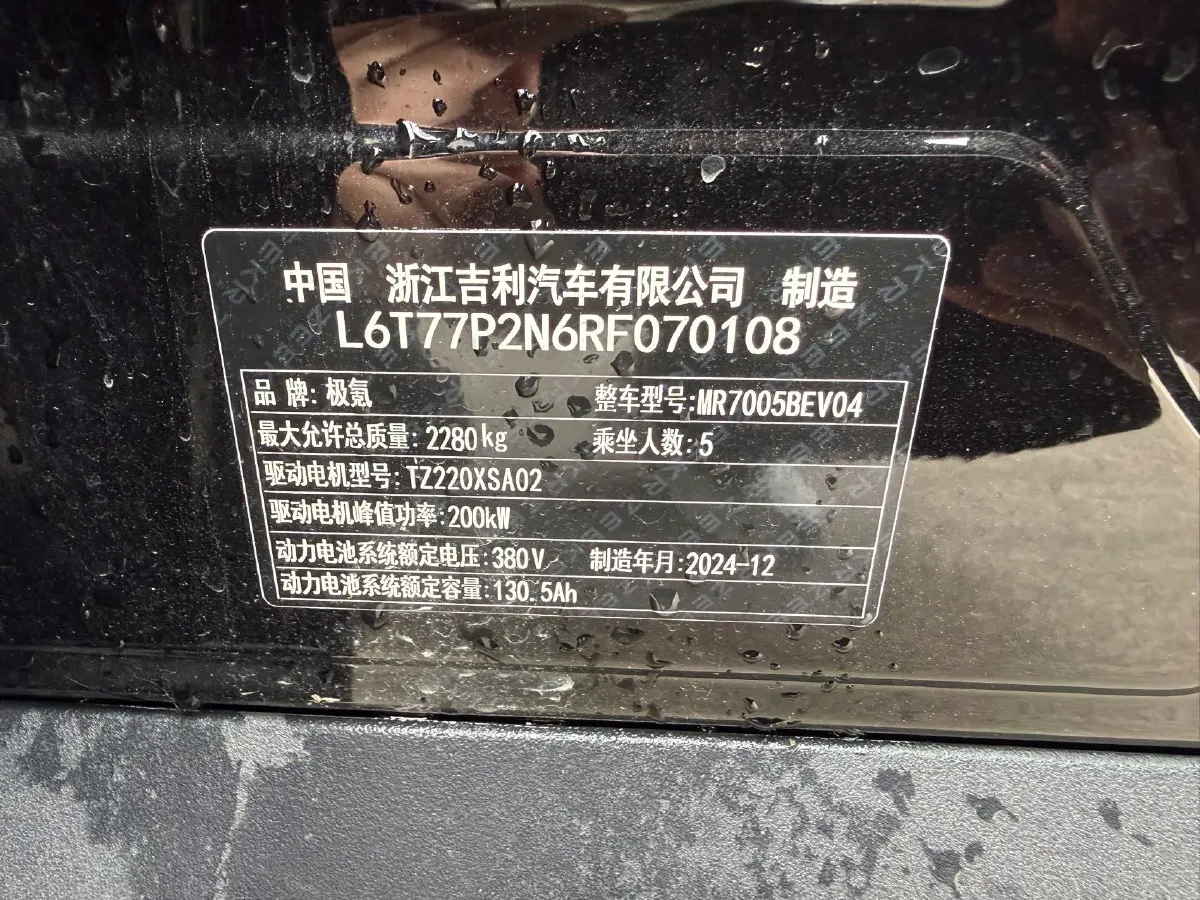 中国 浙江吉利汽车有限公司 制造
L6T77P2N6RF070108
品牌:极氪 整车型号:MR7005BEV04
最大允许总质量:2280kg 乘坐人数:5
驱动电机型号:TZ220XSA02
驱动电机峰值功率:200kW
动力电池系统额定电压:380V 制造年月:2024-12
动力电池系统额定容量:130.5Ah